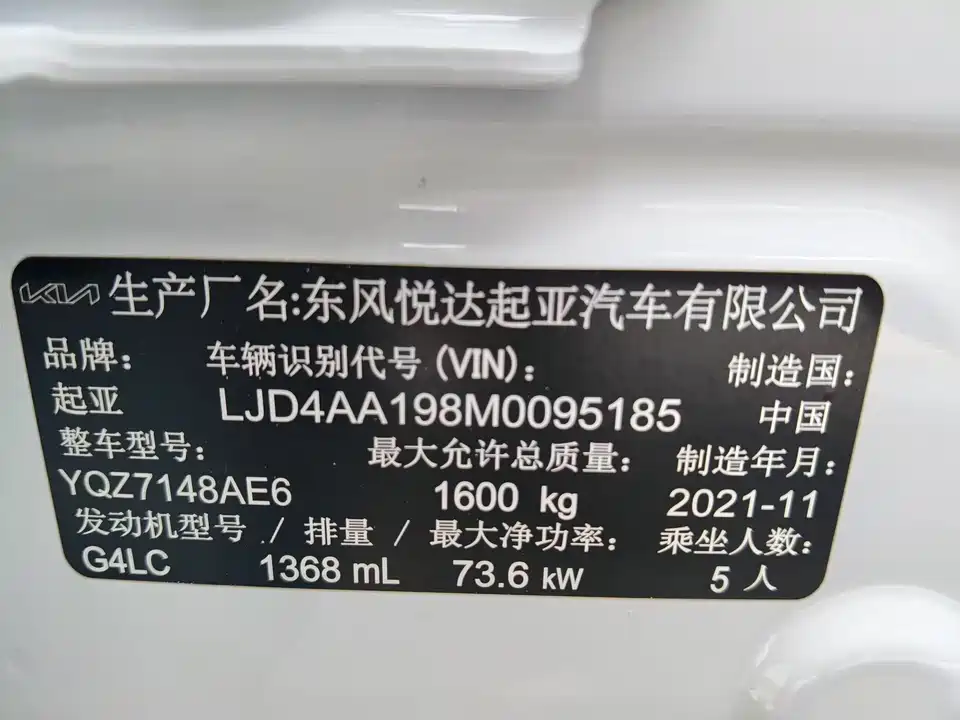 KIA 生产厂名:东风悦达起亚汽车有限公司
品牌: 车辆识别代号 (VIN): 制造国:
起亚 LJD4AA198M0095185 中国
整车型号: 最大允许总质量: 制造年月:
YQZ7148AE6 1600 kg 2021-11
发动机型号 / 排量 / 最大净功率: 乘坐人数:
G4LC 1368 mL 73.6 kW 5 人